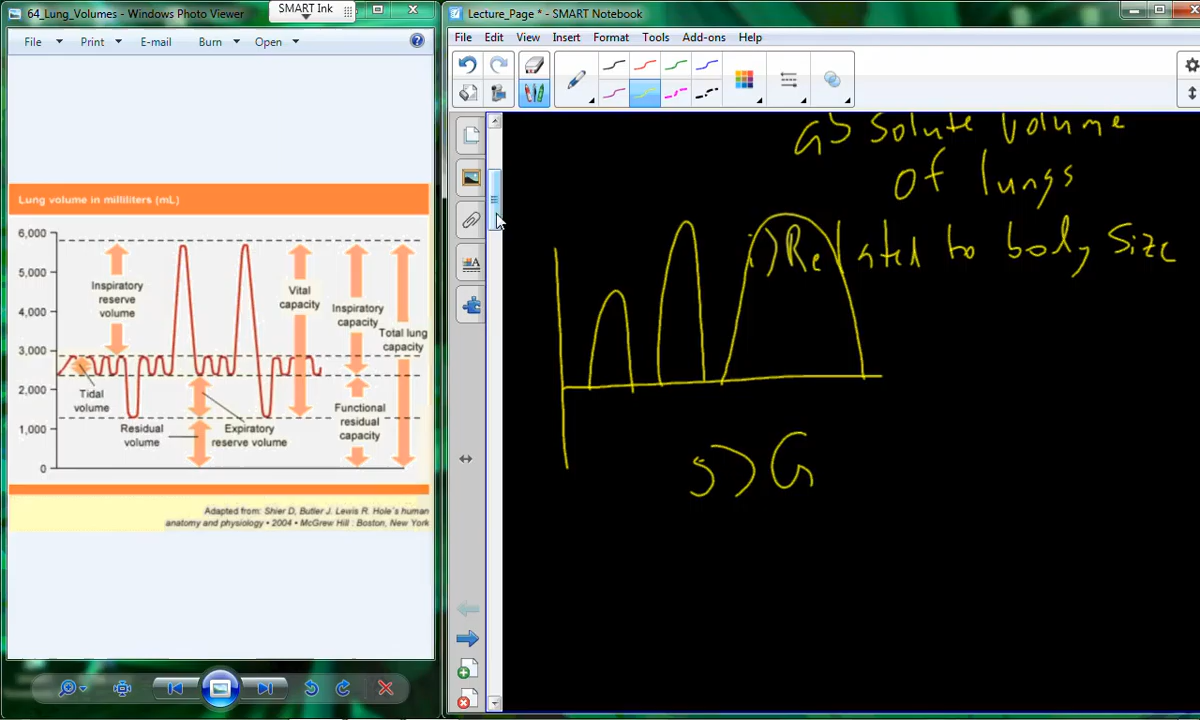 64_Lung_Volumes - Windows Photo Viewer
SMART Ink
File Print E-mail Burn Open
Lung volume in milliliters (mL)
6,000
5,000
4,000
3,000
2,000
1,000
0
Inspiratory
reserve
volume
Vital
capacity
Inspiratory
capacity
Total lung
capacity
Tidal
volume
Residual
volume
Expiratory
reserve volume
Functional
residual
capacity
Adapted from: Shier D, Butler J. Lewis R. Hole's human
anatomy and physiology • 2004 • McGrew Hill : Boston, New York
Lecture_Page * - SMART Notebook
File Edit View Insert Format Tools Add-ons Help
absolute volume
of lungs
i) Related to body size
5) G